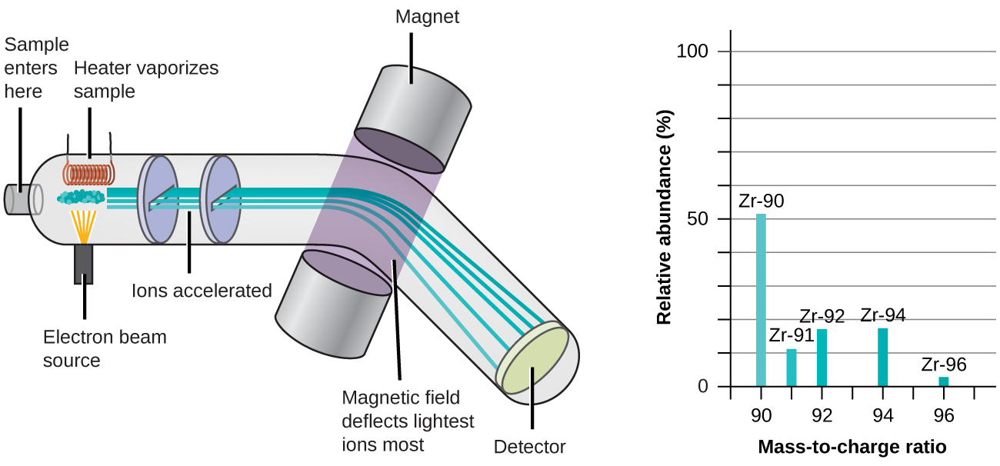 Magnet
Sample
enters
here
Heater vaporizes
sample
Ions accelerated
Electron beam
source
Magnetic field
deflects lightest
ions most
Detector
Relative abundance (%)
100
50
0
Zr-90
Zr-91
Zr-92
Zr-94
Zr-96
90
92
94
96
Mass-to-charge ratio